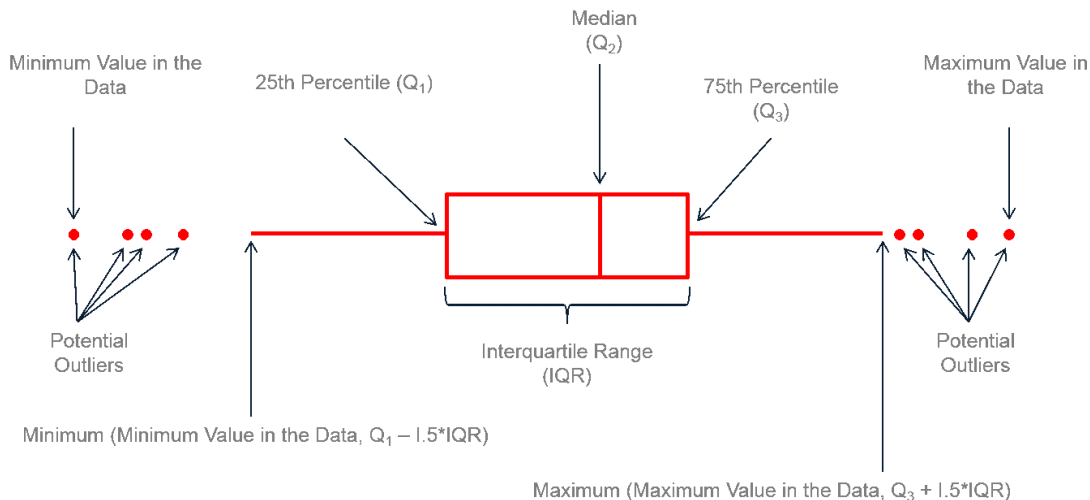 Median
(Q₂)
Minimum Value in the
Data
25th Percentile (Q₁)
75th Percentile
(Q₃)
Maximum Value in
the Data
Potential
Outliers
Interquartile Range
(IQR)
Potential
Outliers
Minimum (Minimum Value in the Data, Q₁ – I.5*IQR)
Maximum (Maximum Value in the Data, Q₃ + I.5*IQR)